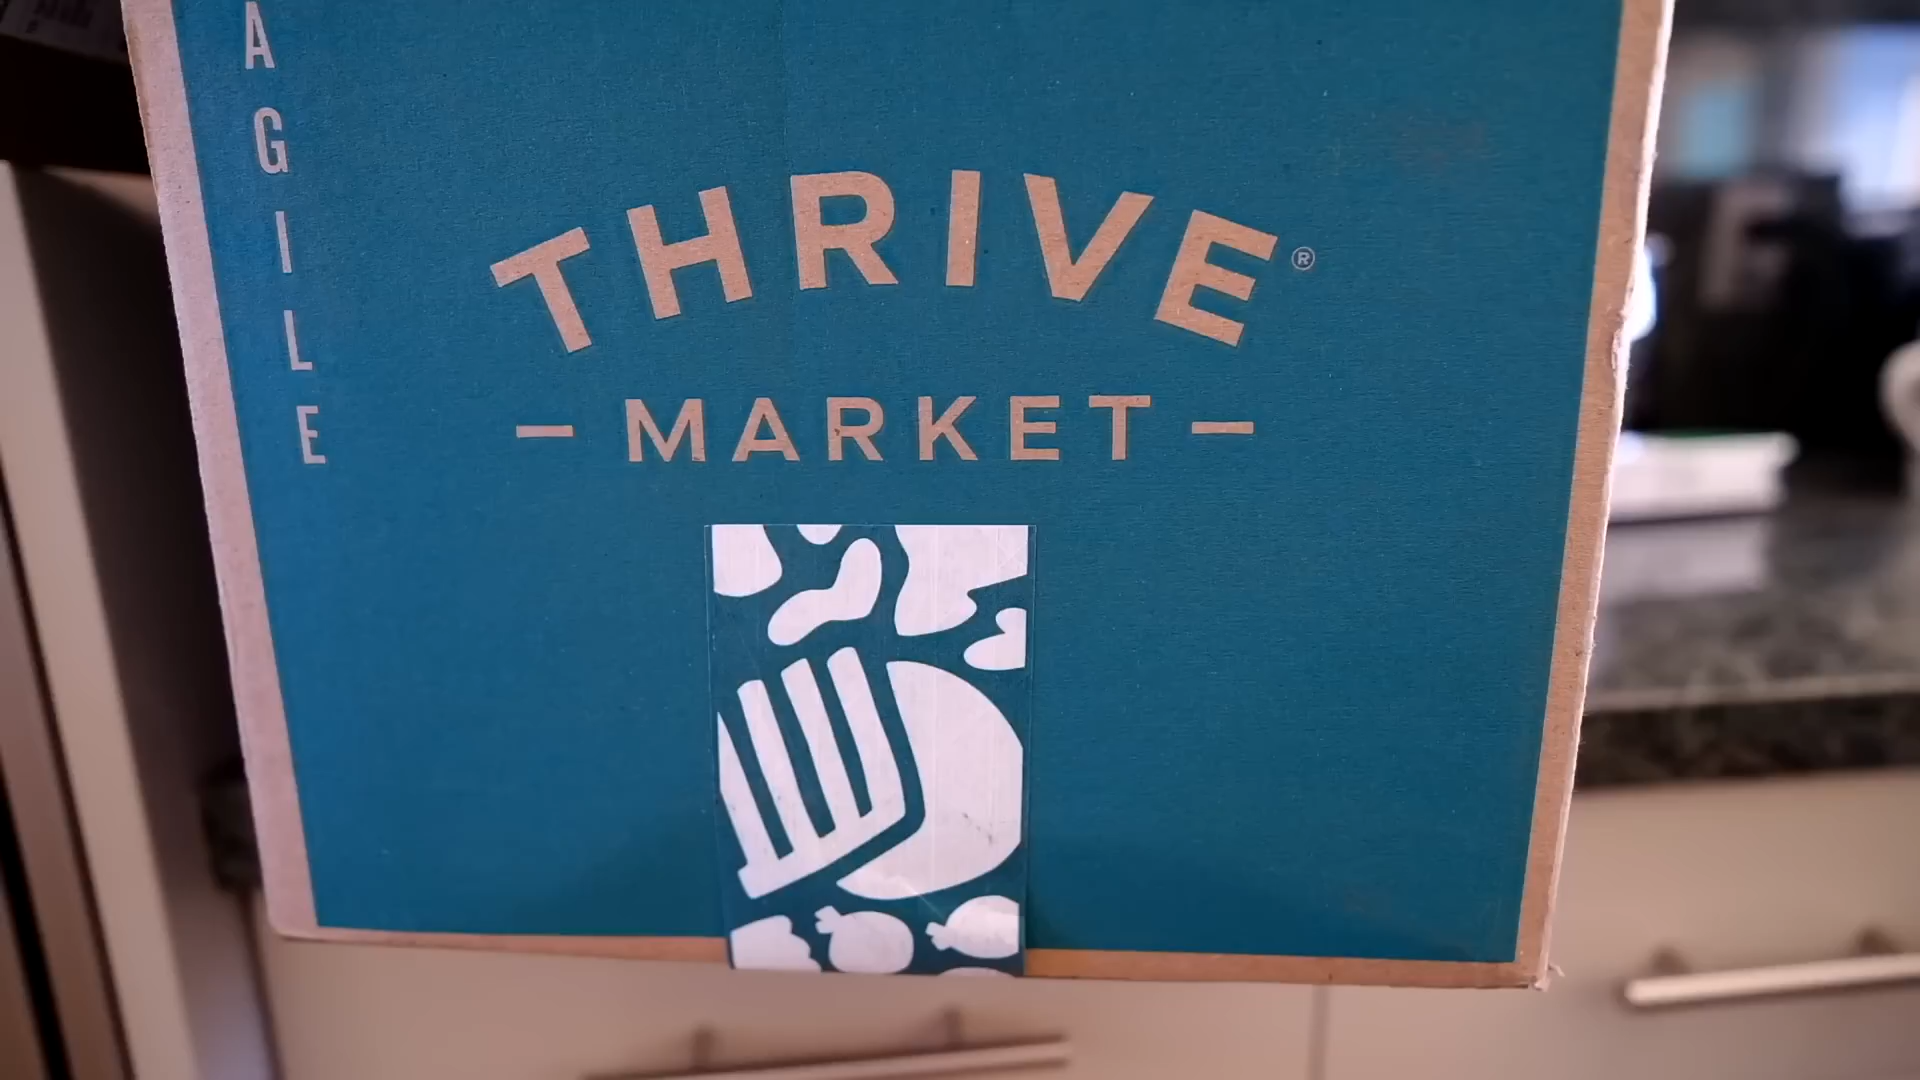 AGILE
THRIVE®
— MARKET —